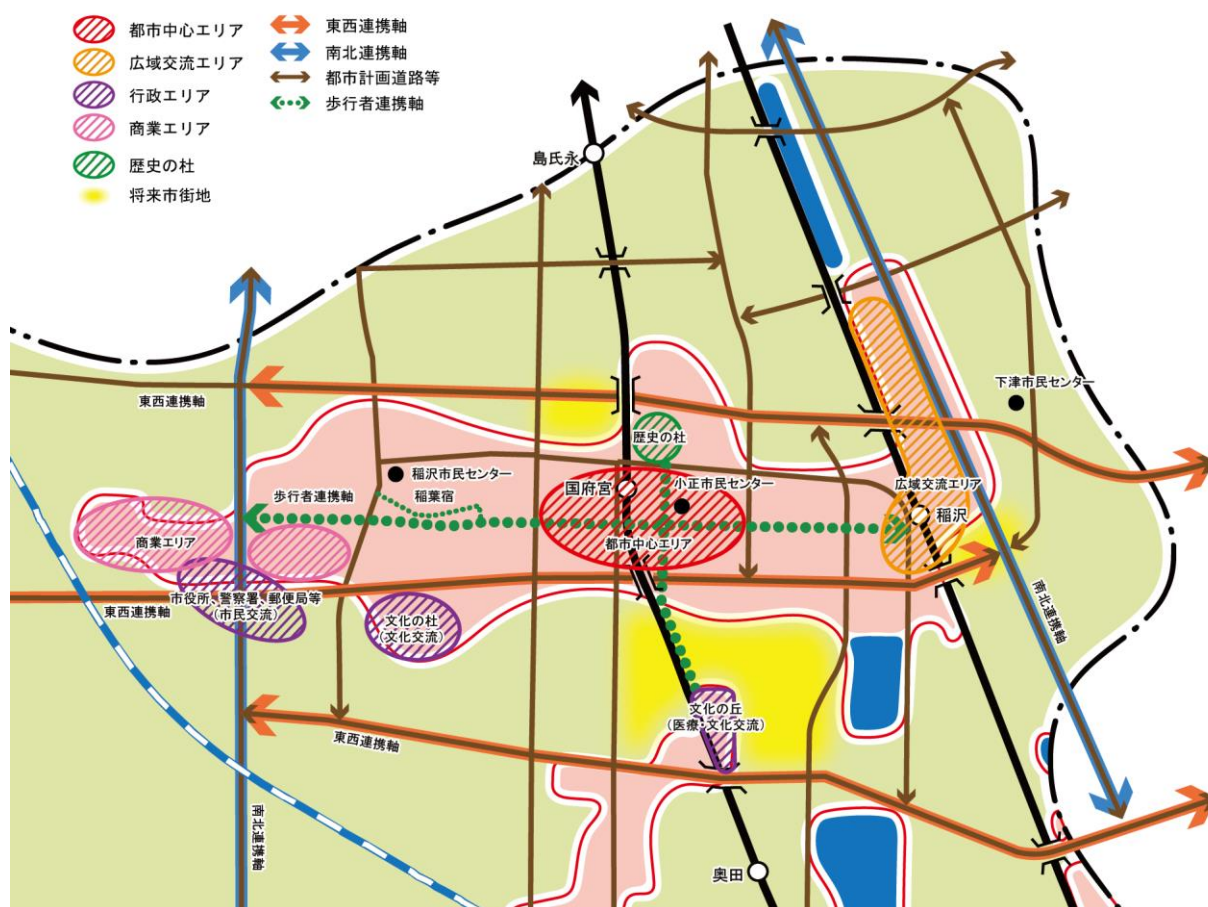 都市中心エリア
広域交流エリア
行政エリア
商業エリア
歴史の杜
将来市街地
東西連携軸
南北連携軸
都市計画道路等
歩行者連携軸
島氏永
下津市民センター
東西連携軸
歴史の杜
稲沢市民センター
国府宮
小正市民センター
広域交流エリア
歩行者連携軸
稲葉宿
稲沢
商業エリア
都市中心エリア
市役所、警察署、郵便局等
(市民交流)
東西連携軸
文化の杜
(文化交流)
南北連携軸
文化の丘
(医療・文化交流)
東西連携軸
南北連携軸
奥田